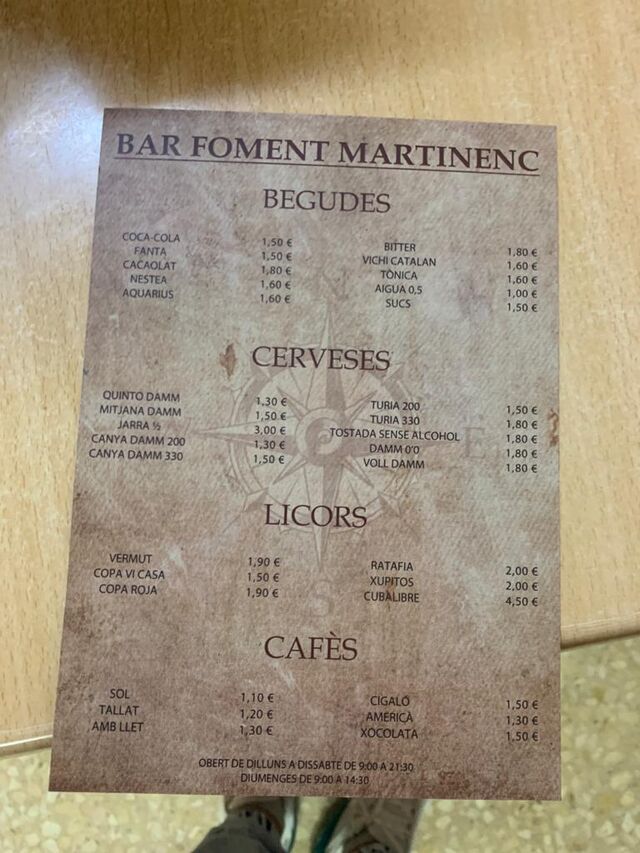 BAR FOMENT MARTINENC
BEGUDES
COCA-COLA 1,50 €
FANTA 1,50 €
CACAOLAT 1,80 €
NESTEA 1,60 €
AQUARIUS 1,60 €
BITTER 1,80 €
VICHI CATALAN 1,60 €
TÒNICA 1,60 €
AIGUA 0,5 1,00 €
SUCS 1,50 €
CERVESES
QUINTO DAMM 1,30 €
MITJANA DAMM 1,50 €
JARRA ½ 3,00 €
CANYA DAMM 200 1,30 €
CANYA DAMM 330 1,50 €
TURIA 200 1,50 €
TURIA 330 1,80 €
TOSTADA SENSE ALCOHOL 1,80 €
DAMM 0'0 1,80 €
VOLL DAMM 1,80 €
LICORS
VERMUT 1,90 €
COPA VI CASA 1,50 €
COPA ROJA 1,90 €
RATAFIA 2,00 €
XUPITOS 2,00 €
CUBALIBRE 4,50 €
CAFÈS
SOL 1,10 €
TALLAT 1,20 €
AMB LLET 1,30 €
CIGALÓ 1,50 €
AMERICÀ 1,30 €
XOCOLATA 1,50 €
OBERT DE DILLUNS A DISSABTE DE 9:00 A 21:30
DIUMENGES DE 9:00 A 14:30